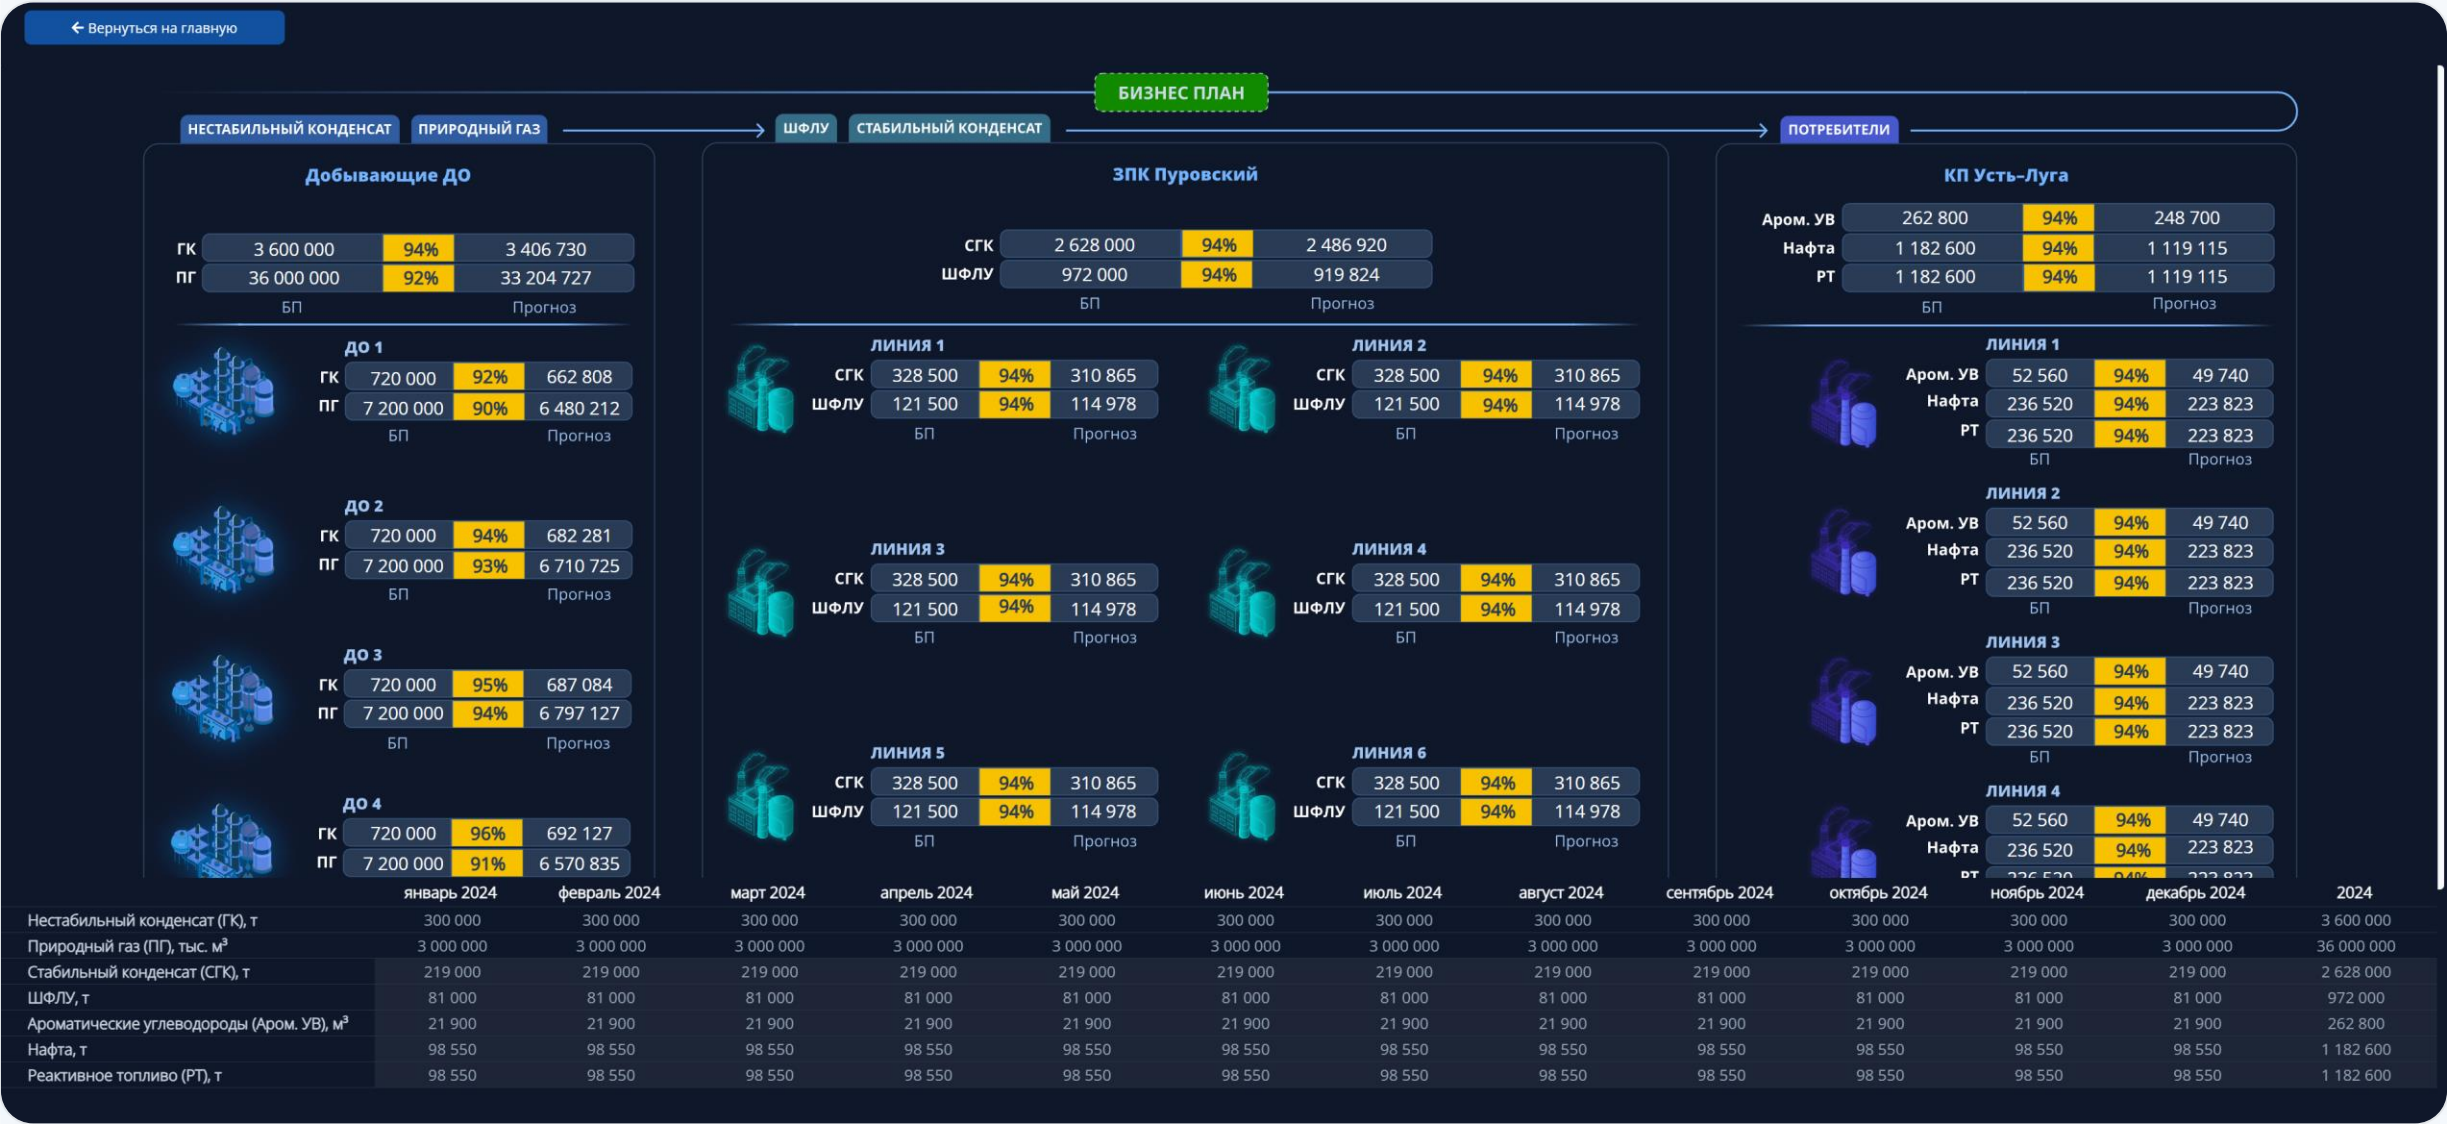 ← Вернуться на главную
БИЗНЕС ПЛАН
НЕСТАБИЛЬНЫЙ КОНДЕНСАТ ПРИРОДНЫЙ ГАЗ ШФЛУ СТАБИЛЬНЫЙ КОНДЕНСАТ ПОТРЕБИТЕЛИ
Добывающие ДО
ГК 3 600 000 94% 3 406 730
ПГ 36 000 000 92% 33 204 727
БП Прогноз
ДО 1
ГК 720 000 92% 662 808
ПГ 7 200 000 90% 6 480 212
БП Прогноз
ДО 2
ГК 720 000 94% 682 281
ПГ 7 200 000 93% 6 710 725
БП Прогноз
ДО 3
ГК 720 000 95% 687 084
ПГ 7 200 000 94% 6 797 127
БП Прогноз
ДО 4
ГК 720 000 96% 692 127
ПГ 7 200 000 91% 6 570 835
ЗПК Пуровский
СГК 2 628 000 94% 2 486 920
ШФЛУ 972 000 94% 919 824
БП Прогноз
ЛИНИЯ 1
СГК 328 500 94% 310 865
ШФЛУ 121 500 94% 114 978
БП Прогноз
ЛИНИЯ 2
СГК 328 500 94% 310 865
ШФЛУ 121 500 94% 114 978
БП Прогноз
ЛИНИЯ 3
СГК 328 500 94% 310 865
ШФЛУ 121 500 94% 114 978
БП Прогноз
ЛИНИЯ 4
СГК 328 500 94% 310 865
ШФЛУ 121 500 94% 114 978
БП Прогноз
ЛИНИЯ 5
СГК 328 500 94% 310 865
ШФЛУ 121 500 94% 114 978
БП Прогноз
ЛИНИЯ 6
СГК 328 500 94% 310 865
ШФЛУ 121 500 94% 114 978
БП Прогноз
КП Усть-Луга
Аром. УВ 262 800 94% 248 700
Нафта 1 182 600 94% 1 119 115
РТ 1 182 600 94% 1 119 115
БП Прогноз
ЛИНИЯ 1
Аром. УВ 52 560 94% 49 740
Нафта 236 520 94% 223 823
РТ 236 520 94% 223 823
БП Прогноз
ЛИНИЯ 2
Аром. УВ 52 560 94% 49 740
Нафта 236 520 94% 223 823
РТ 236 520 94% 223 823
БП Прогноз
ЛИНИЯ 3
Аром. УВ 52 560 94% 49 740
Нафта 236 520 94% 223 823
РТ 236 520 94% 223 823
БП Прогноз
ЛИНИЯ 4
Аром. УВ 52 560 94% 49 740
Нафта 236 520 94% 223 823
РТ 236 520 94% 223 823
январь 2024 февраль 2024 март 2024 апрель 2024 май 2024 июнь 2024 июль 2024 август 2024 сентябрь 2024 октябрь 2024 ноябрь 2024 декабрь 2024 2024
Нестабильный конденсат (ГК), т 300 000 300 000 300 000 300 000 300 000 300 000 300 000 300 000 300 000 300 000 300 000 300 000 3 600 000
Природный газ (ПГ), тыс. м³ 3 000 000 3 000 000 3 000 000 3 000 000 3 000 000 3 000 000 3 000 000 3 000 000 3 000 000 3 000 000 3 000 000 3 000 000 36 000 000
Стабильный конденсат (СГК), т 219 000 219 000 219 000 219 000 219 000 219 000 219 000 219 000 219 000 219 000 219 000 219 000 2 628 000
ШФЛУ, т 81 000 81 000 81 000 81 000 81 000 81 000 81 000 81 000 81 000 81 000 81 000 81 000 972 000
Ароматические углеводороды (Аром. УВ), м³ 21 900 21 900 21 900 21 900 21 900 21 900 21 900 21 900 21 900 21 900 21 900 21 900 262 800
Нафта, т 98 550 98 550 98 550 98 550 98 550 98 550 98 550 98 550 98 550 98 550 98 550 98 550 1 182 600
Реактивное топливо (РТ), т 98 550 98 550 98 550 98 550 98 550 98 550 98 550 98 550 98 550 98 550 98 550 98 550 1 182 600